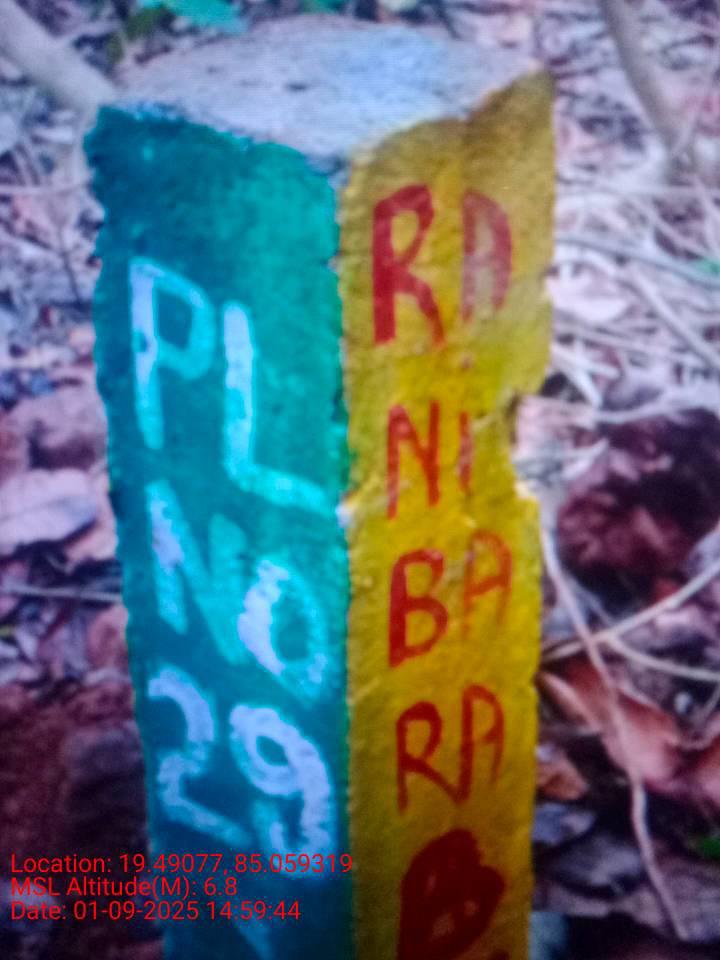 PL
NO
29
RA
NI
BA
RA
Location: 19.49077, 85.059319
MSL Altitude(M): 6.8
Date: 01-09-2025 14:59:44